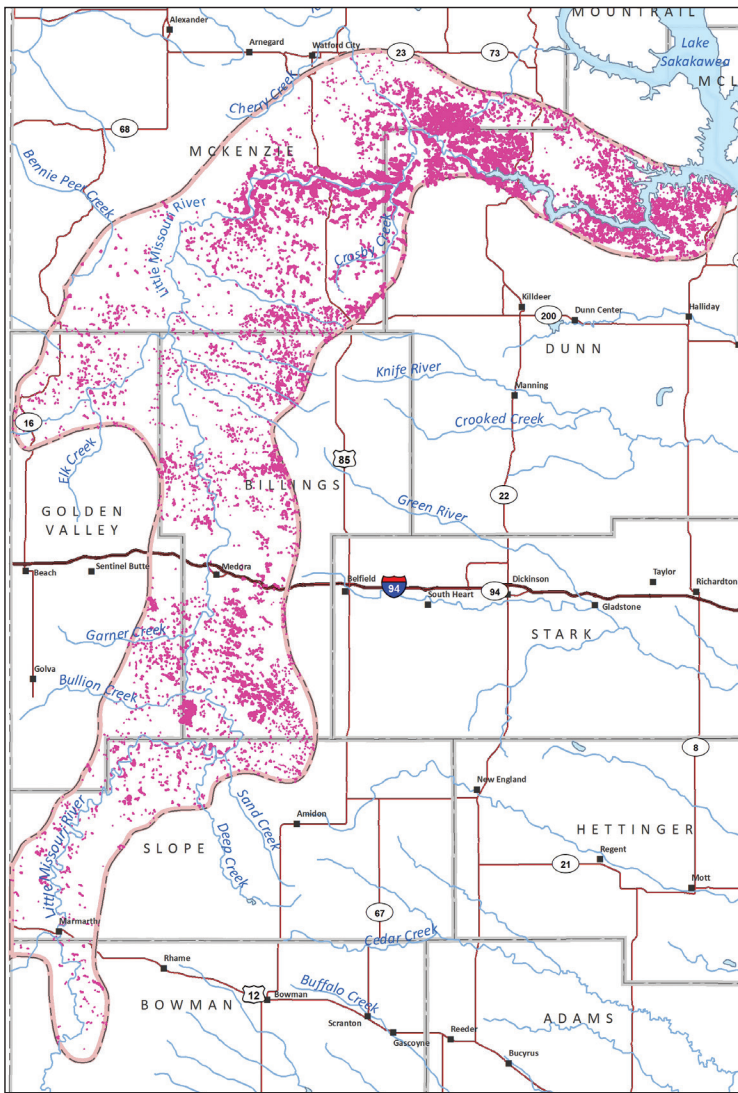 MOUNTRAIL
Alexander
Arnegard
Watford City
23
73
Lake
Sakakawea
MCL
Cherry Creek
68
MCKENZIE
Bennie Peer Creek
Little Missouri River
Crosby Creek
Killdeer
200
Dunn Center
Halliday
DUNN
Knife River
Manning
16
Crooked Creek
Elk Creek
85
BILLINGS
22
Green River
GOLDEN
VALLEY
Beach
Sentinel Butte
Medora
Belfield
94
South Heart
94
Dickinson
Gladstone
Taylor
Richardton
STARK
Garner Creek
Golva
Bullion Creek
8
New England
Sand Creek
Amidon
HETTINGER
Little Missouri River
SLOPE
Deep Creek
Regent
21
Mott
Marmarth
67
Cedar Creek
Rhame
BOWMAN
12
Bowman
Buffalo Creek
Scranton
Gascoyne
Reeder
ADAMS
Bucyrus